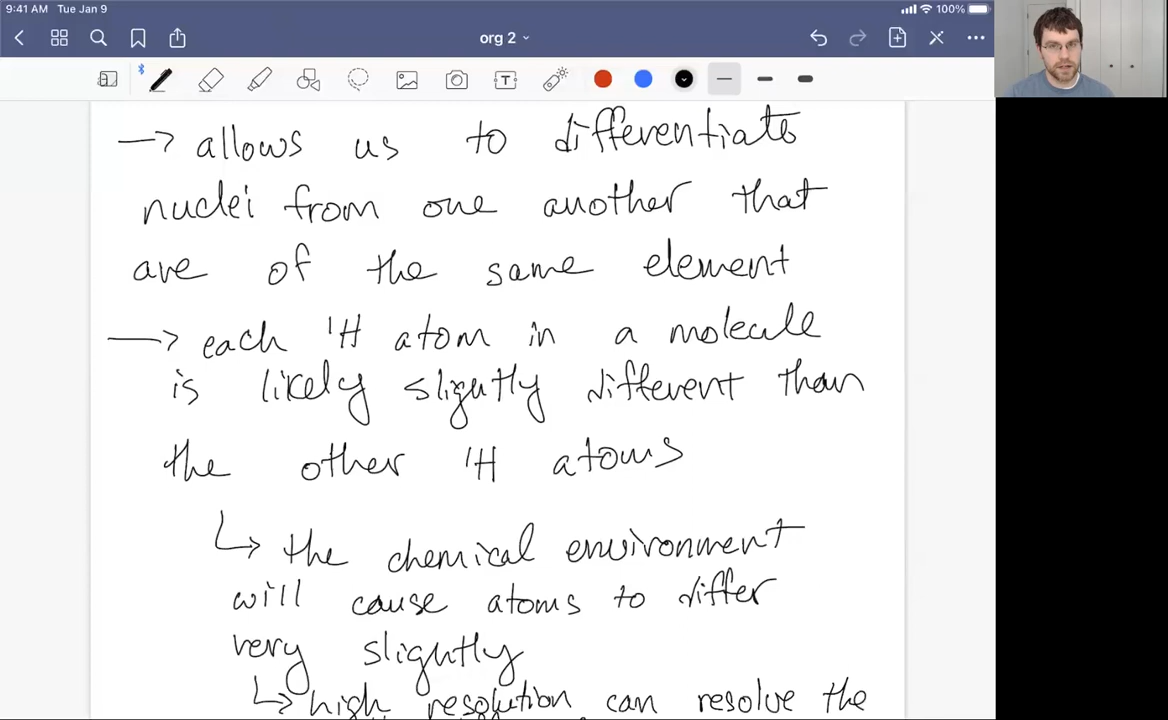 9:41 AM Tue Jan 9
100%
org 2
T
→ allows us to differentiate
nuclei from one another that
are of the same element
→ each ¹H atom in a molecule
is likely slightly different than
the other ¹H atoms
↳ the chemical environment
will cause atoms to differ
very slightly
↳ high resolution can resolve the